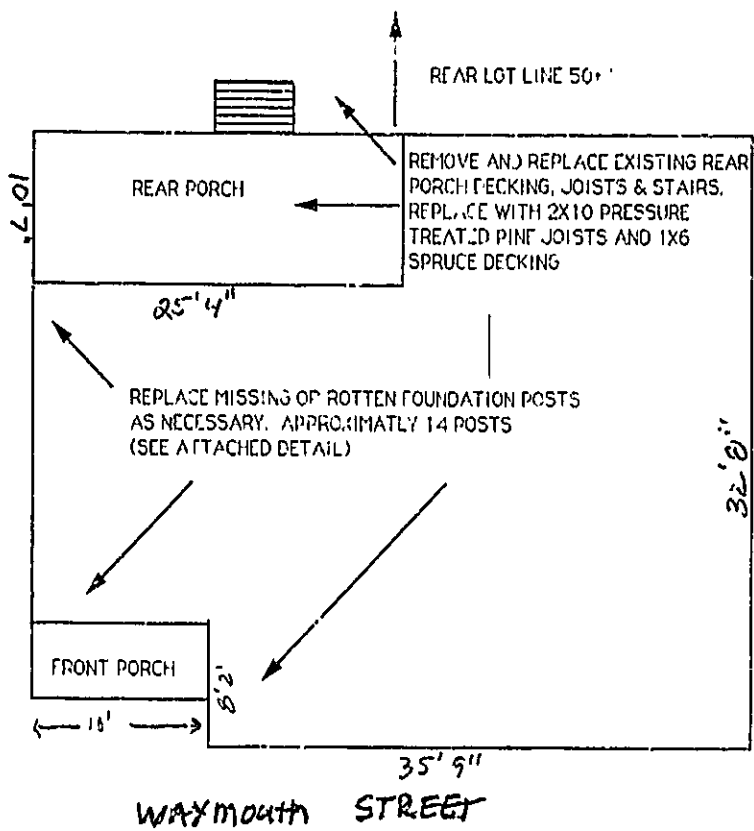 REAR LOT LINE 50+'
REAR PORCH
REMOVE AND REPLACE EXISTING REAR
PORCH DECKING, JOISTS & STAIRS.
REPLACE WITH 2X10 PRESSURE
TREATED PINE JOISTS AND 1X6
SPRUCE DECKING
10'7"
25'4"
REPLACE MISSING OR ROTTEN FOUNDATION POSTS
AS NECESSARY. APPROXIMATLY 14 POSTS
(SEE ATTACHED DETAIL)
32'8"
FRONT PORCH
8'2'
35'9"
WAYMOUTH STREET